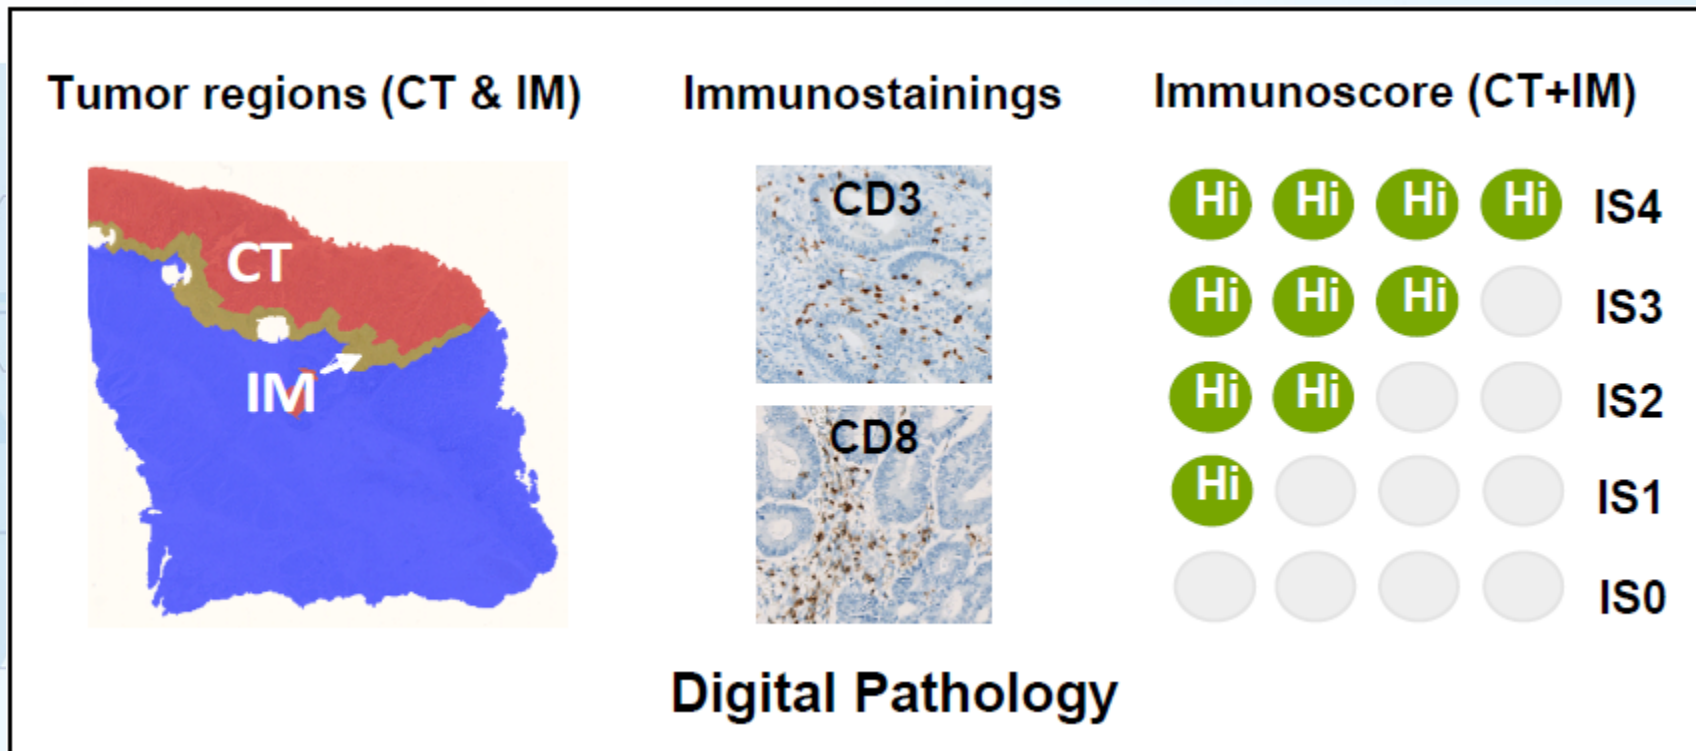 Tumor regions (CT & IM)
Immunostainings
Immunoscore (CT+IM)
CT
IM
CD3
CD8
Hi Hi Hi Hi IS4
Hi Hi Hi IS3
Hi Hi IS2
Hi IS1
IS0
Digital Pathology